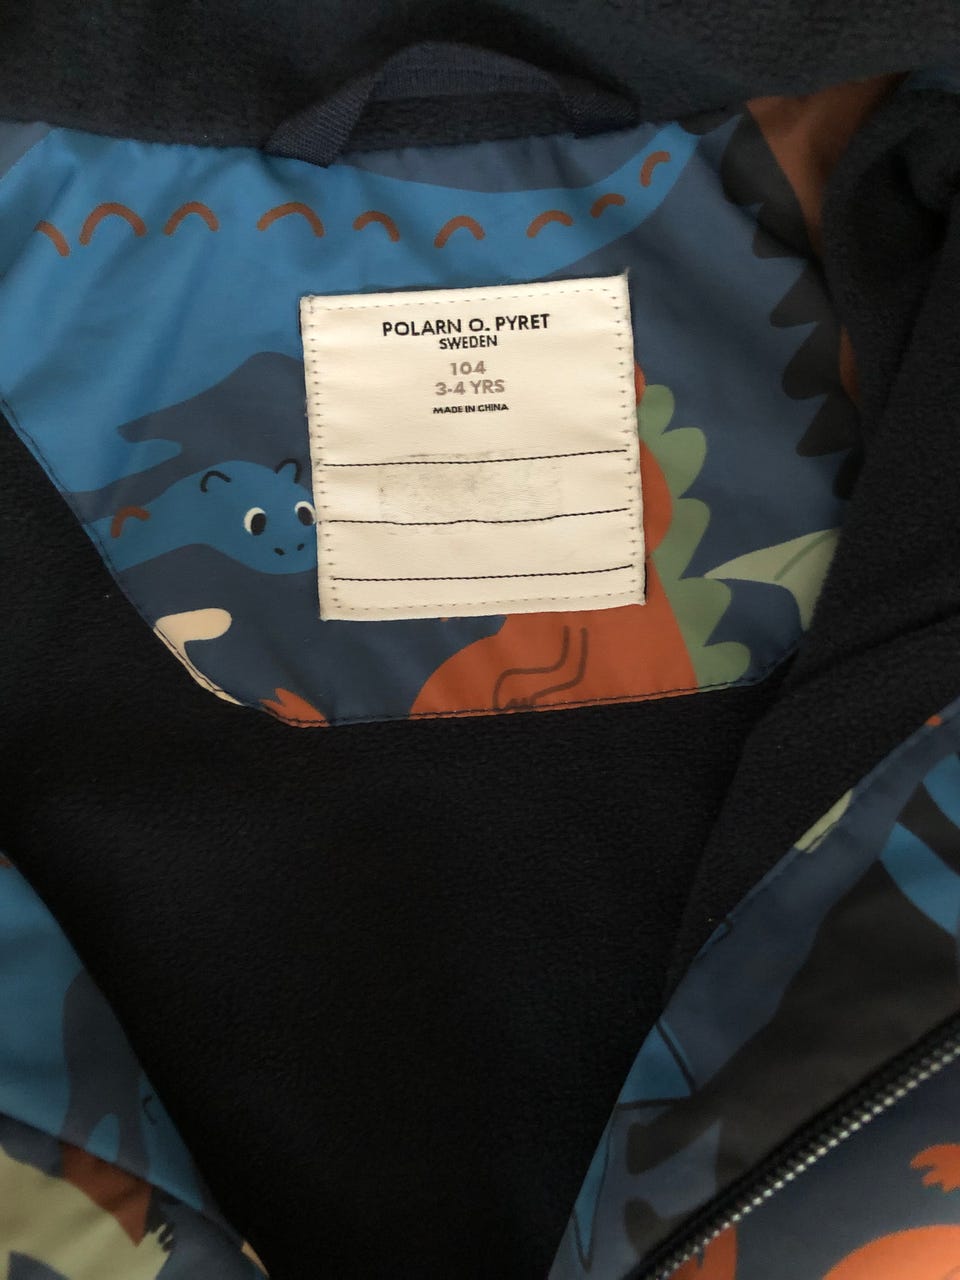 POLARN O. PYRET
SWEDEN
104
3-4 YRS
MADE IN CHINA